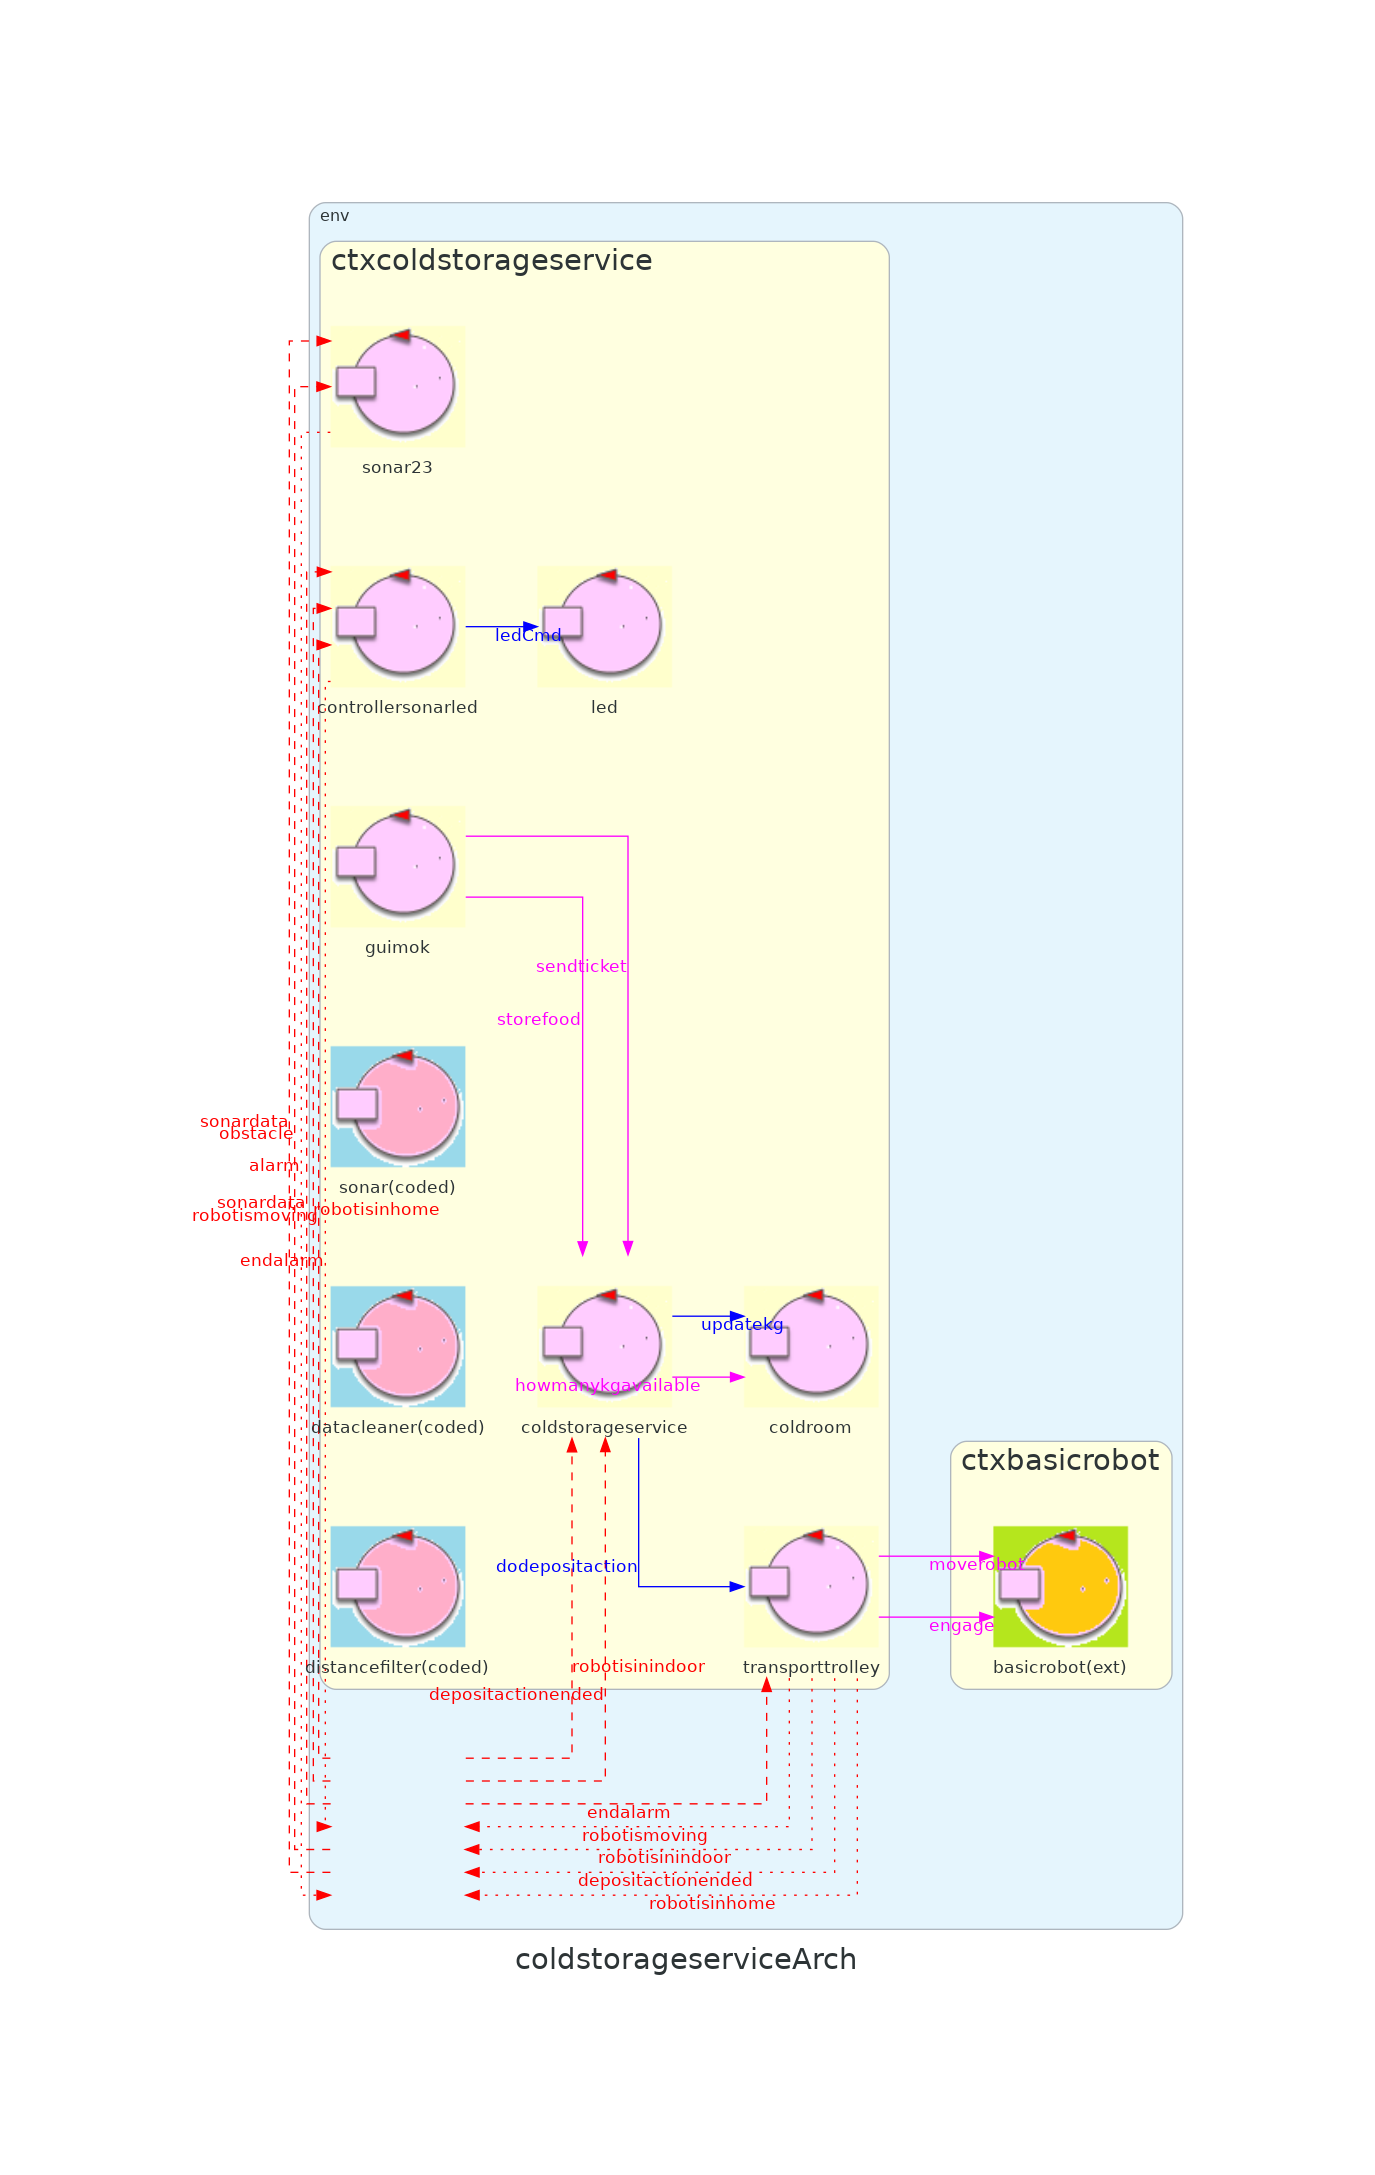 env
ctxcoldstorageservice
sonar23
ledCmd
controllersonarled
led
guimok
sendticket
storefood
sonardata
obstacle
alarm
sonar(coded)
sonardata
robotisinhome
robotismoving
endalarm
updatekg
howmanykgavailable
datacleaner(coded)
coldstorageservice
coldroom
ctxbasicrobot
dodepositaction
moverobot
engage
distancefilter(coded)
robotisinindoor
transporttrolley
basicrobot(ext)
depositactionended
endalarm
robotismoving
robotisinindoor
depositactionended
robotisinhome
coldstorageserviceArch